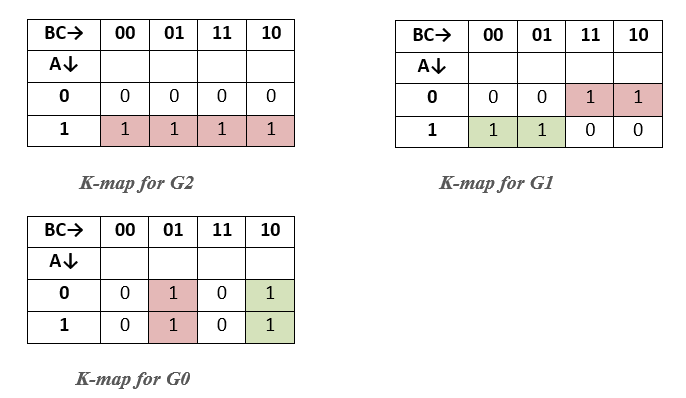 BC→ 00 01 11 10
A↓
0 0 0 0 0
1 1 1 1 1
K-map for G2
BC→ 00 01 11 10
A↓
0 0 0 1 1
1 1 1 0 0
K-map for G1
BC→ 00 01 11 10
A↓
0 0 1 0 1
1 0 1 0 1
K-map for G0